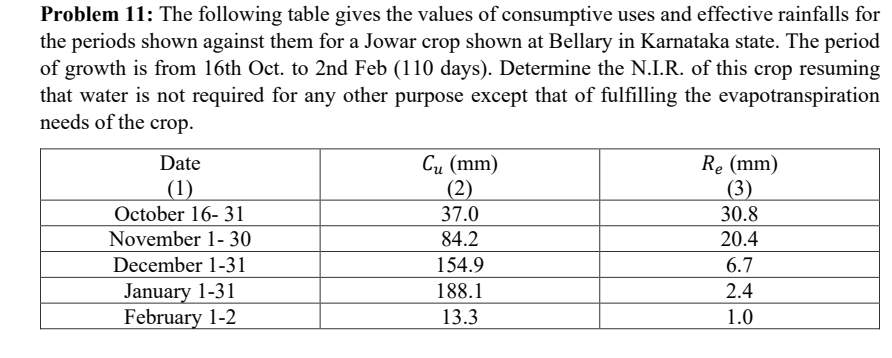 Problem 11: The following table gives the values of consumptive uses and effective rainfalls for
the periods shown against them for a Jowar crop shown at Bellary in Karnataka state. The period
of growth is from 16th Oct. to 2nd Feb (110 days). Determine the N.I.R. of this crop resuming
that water is not required for any other purpose except that of fulfilling the evapotranspiration
needs of the crop.
Date Cᵤ (mm) Rₑ (mm)
(1) (2) (3)
October 16- 31 37.0 30.8
November 1- 30 84.2 20.4
December 1-31 154.9 6.7
January 1-31 188.1 2.4
February 1-2 13.3 1.0